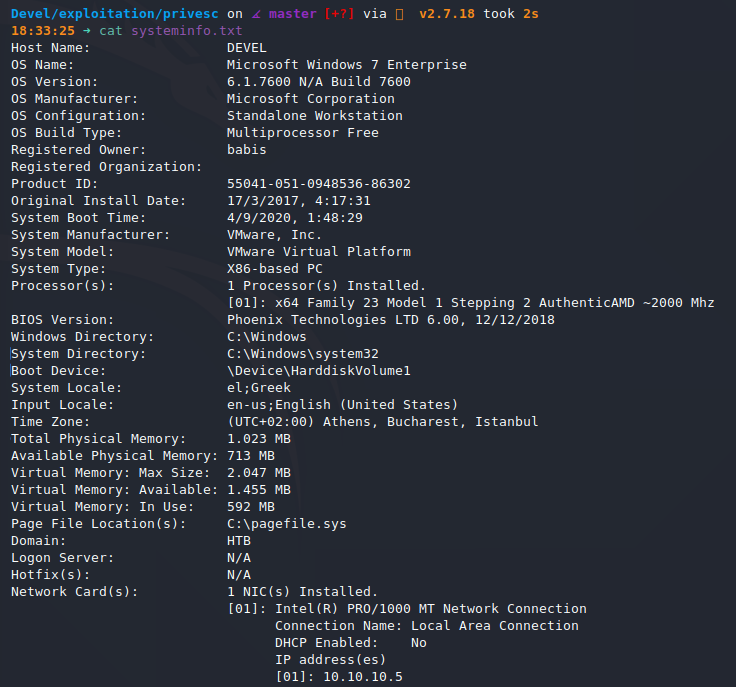 Devel/exploitation/privesc on master [+?] via v2.7.18 took 2s
18:33:25 → cat systeminfo.txt
Host Name: DEVEL
OS Name: Microsoft Windows 7 Enterprise
OS Version: 6.1.7600 N/A Build 7600
OS Manufacturer: Microsoft Corporation
OS Configuration: Standalone Workstation
OS Build Type: Multiprocessor Free
Registered Owner: babis
Registered Organization:
Product ID: 55041-051-0948536-86302
Original Install Date: 17/3/2017, 4:17:31
System Boot Time: 4/9/2020, 1:48:29
System Manufacturer: VMware, Inc.
System Model: VMware Virtual Platform
System Type: X86-based PC
Processor(s): 1 Processor(s) Installed.
[01]: x64 Family 23 Model 1 Stepping 2 AuthenticAMD ~2000 Mhz
BIOS Version: Phoenix Technologies LTD 6.00, 12/12/2018
Windows Directory: C:\Windows
System Directory: C:\Windows\system32
Boot Device: \Device\HarddiskVolume1
System Locale: el;Greek
Input Locale: en-us;English (United States)
Time Zone: (UTC+02:00) Athens, Bucharest, Istanbul
Total Physical Memory: 1.023 MB
Available Physical Memory: 713 MB
Virtual Memory: Max Size: 2.047 MB
Virtual Memory: Available: 1.455 MB
Virtual Memory: In Use: 592 MB
Page File Location(s): C:\pagefile.sys
Domain: HTB
Logon Server: N/A
Hotfix(s): N/A
Network Card(s): 1 NIC(s) Installed.
[01]: Intel(R) PRO/1000 MT Network Connection
Connection Name: Local Area Connection
DHCP Enabled: No
IP address(es)
[01]: 10.10.10.5